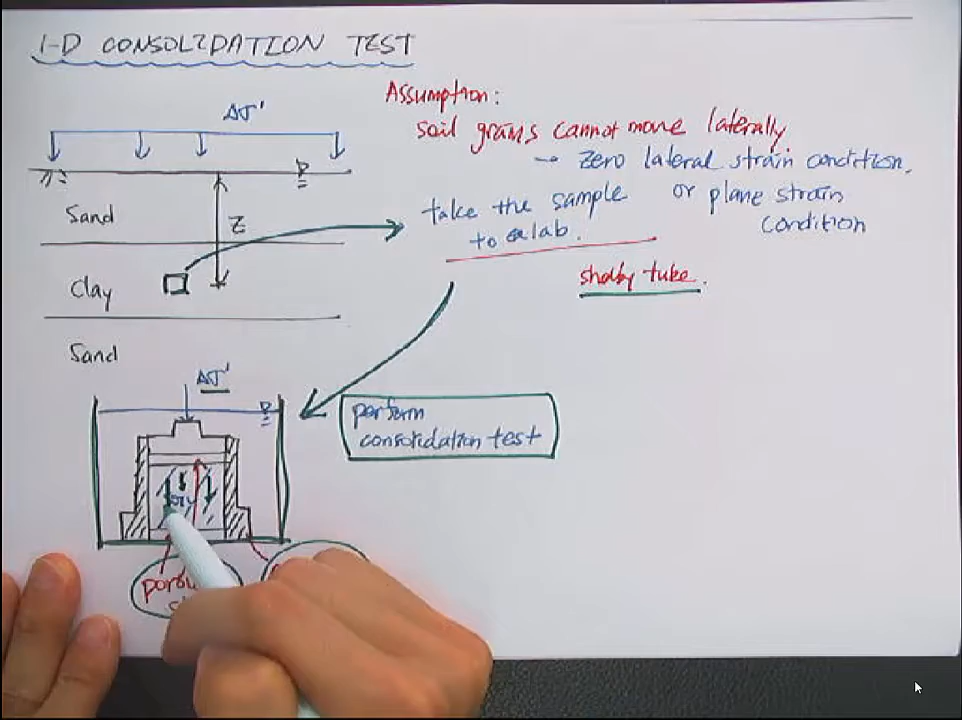 1-D CONSOLIDATION TEST
Δσ'
Assumption:
soil grains cannot move laterally.
→ zero lateral strain condition.
or plane strain
condition
take the sample
to a lab.
Sand
z
Clay
shelby tube.
Sand
Δσ'
perform
consolidation test